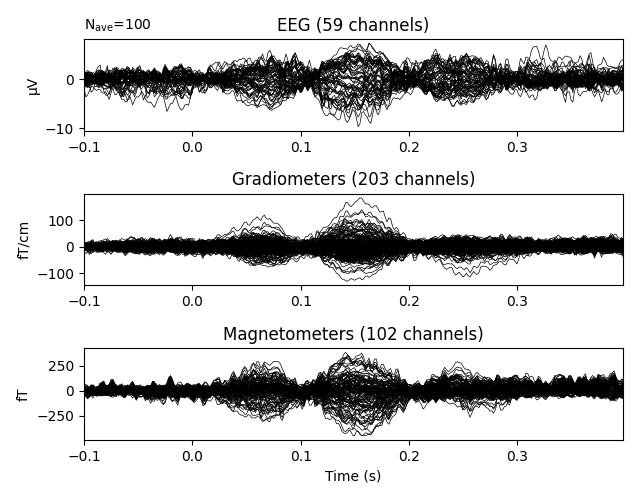 N_ave=100
EEG (59 channels)
µV
0
−10
−0.1 0.0 0.1 0.2 0.3
Gradiometers (203 channels)
fT/cm
100
0
−100
−0.1 0.0 0.1 0.2 0.3
Magnetometers (102 channels)
fT
250
0
−250
−0.1 0.0 0.1 0.2 0.3
Time (s)